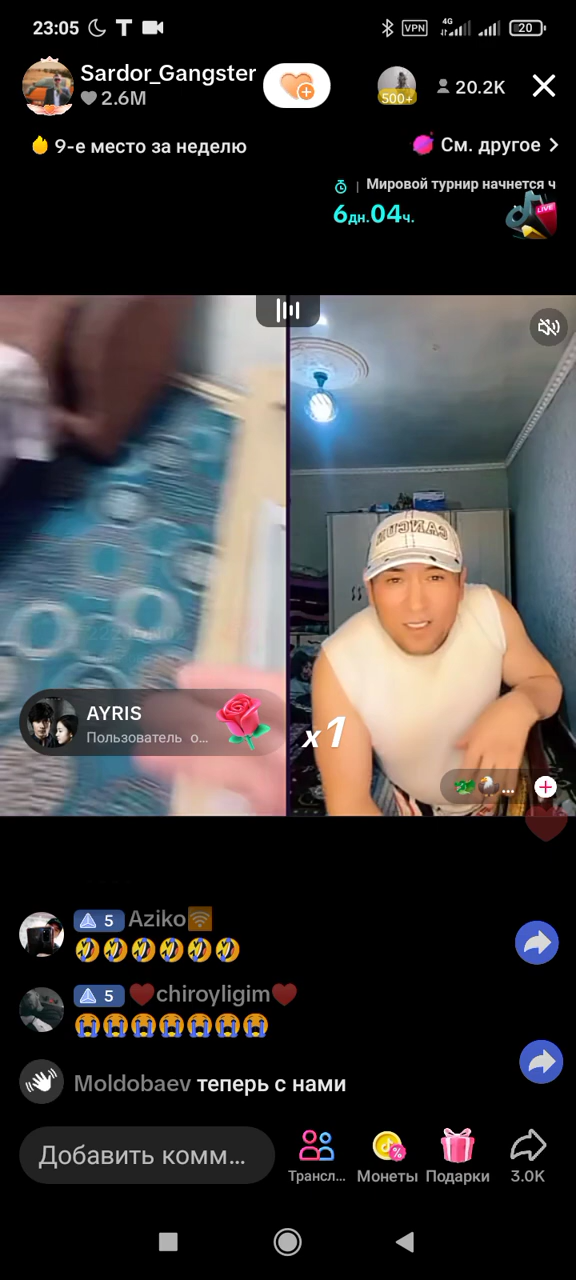 23:05
VPN
4G
20
Sardor_Gangster
2.6M
500+
20.2K
9-е место за неделю
См. другое
Мировой турнир начнется ч
6дн.04ч.
LIVE
AYRIS
Пользователь о...
x1
...
5 Aziko
5 chiroyligim
Moldobaev теперь с нами
Добавить комм...
Трансл...
Монеты
Подарки
3.0K